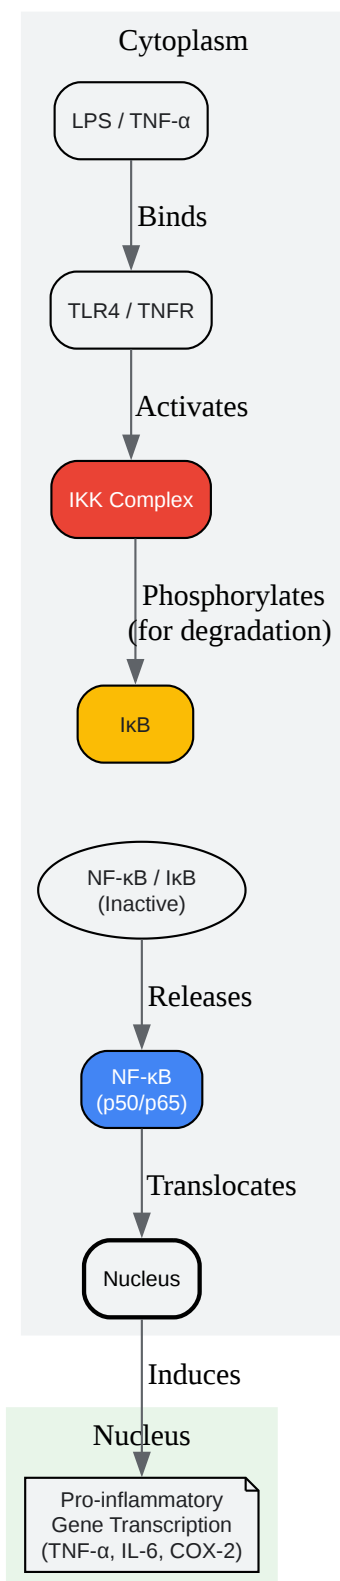 Cytoplasm
LPS / TNF-α
Binds
TLR4 / TNFR
Activates
IKK Complex
Phosphorylates
(for degradation)
IκB
NF-κB / IκB
(Inactive)
Releases
NF-κB
(p50/p65)
Translocates
Nucleus
Induces
Nucleus
Pro-inflammatory
Gene Transcription
(TNF-α, IL-6, COX-2)